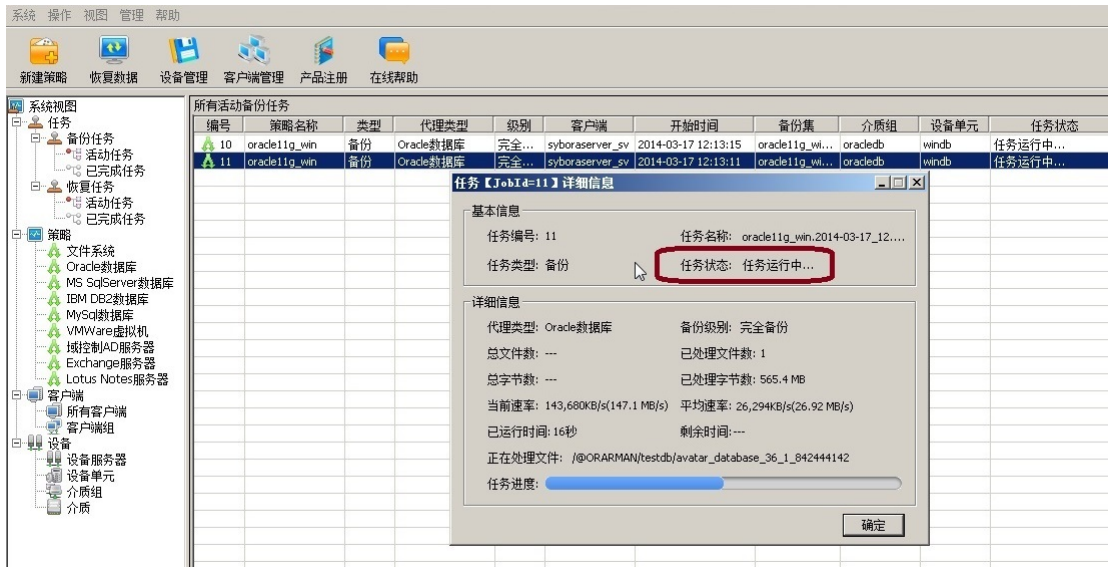 系统 操作 视图 管理 帮助
新建策略 恢复数据 设备管理 客户端管理 产品注册 在线帮助
系统视图
任务
备份任务
活动任务
已完成任务
恢复任务
活动任务
已完成任务
策略
文件系统
Oracle数据库
MS SqlServer数据库
IBM DB2数据库
MySql数据库
VMWare虚拟机
域控制AD服务器
Exchange服务器
Lotus Notes服务器
客户端
所有客户端
客户端组
设备
设备服务器
设备单元
介质组
介质
所有活动备份任务
编号 策略名称 类型 代理类型 级别 客户端 开始时间 备份集 介质组 设备单元 任务状态
10 oracle11g_win 备份 Oracle数据库 完全... syboraserver_sv 2014-03-17 12:13:15 oracle11g_wi... oracledb windb 任务运行中...
11 oracle11g_win 备份 Oracle数据库 完全... syboraserver_sv 2014-03-17 12:13:11 oracle11g_wi... oracledb windb 任务运行中...
任务【JobId=11】详细信息
基本信息
任务编号: 11 任务名称: oracle11g_win.2014-03-17_12....
任务类型: 备份 任务状态: 任务运行中...
详细信息
代理类型: Oracle数据库 备份级别: 完全备份
总文件数: --- 已处理文件数: 1
总字节数: --- 已处理字节数: 565.4 MB
当前速率: 143,680KB/s(147.1 MB/s) 平均速率: 26,294KB/s(26.92 MB/s)
已运行时间: 16秒 剩余时间:---
正在处理文件: /@ORARMAN/testdb/avatar_database_36_1_842444142
任务进度:
确定